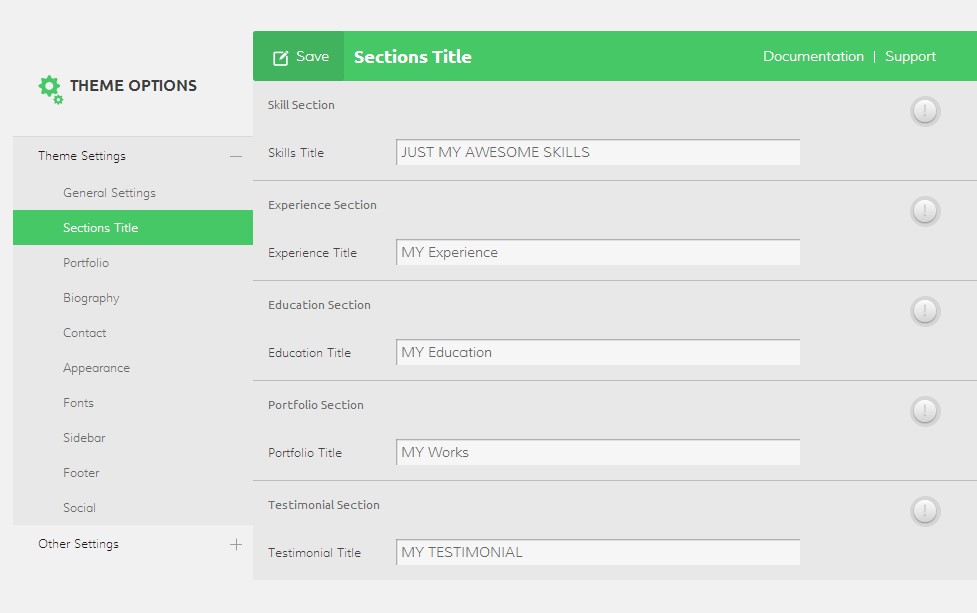 Save
Sections Title
Documentation | Support
THEME OPTIONS
Theme Settings
General Settings
Sections Title
Portfolio
Biography
Contact
Appearance
Fonts
Sidebar
Footer
Social
Other Settings
Skill Section
Skills Title JUST MY AWESOME SKILLS
Experience Section
Experience Title MY Experience
Education Section
Education Title MY Education
Portfolio Section
Portfolio Title MY Works
Testimonial Section
Testimonial Title MY TESTIMONIAL